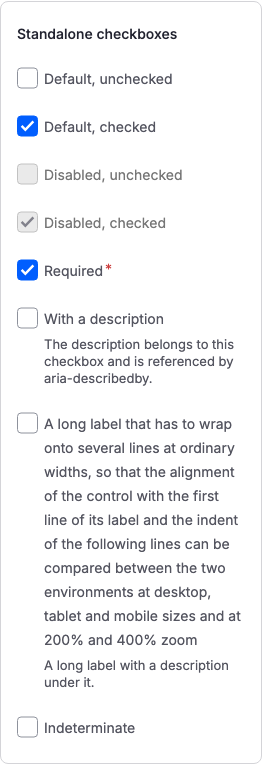 Standalone checkboxes
Default, unchecked
Default, checked
Disabled, unchecked
Disabled, checked
Required*
With a description
The description belongs to this
checkbox and is referenced by
aria-describedby.
A long label that has to wrap
onto several lines at ordinary
widths, so that the alignment
of the control with the first
line of its label and the indent
of the following lines can be
compared between the two
environments at desktop,
tablet and mobile sizes and at
200% and 400% zoom
A long label with a description
under it.
Indeterminate